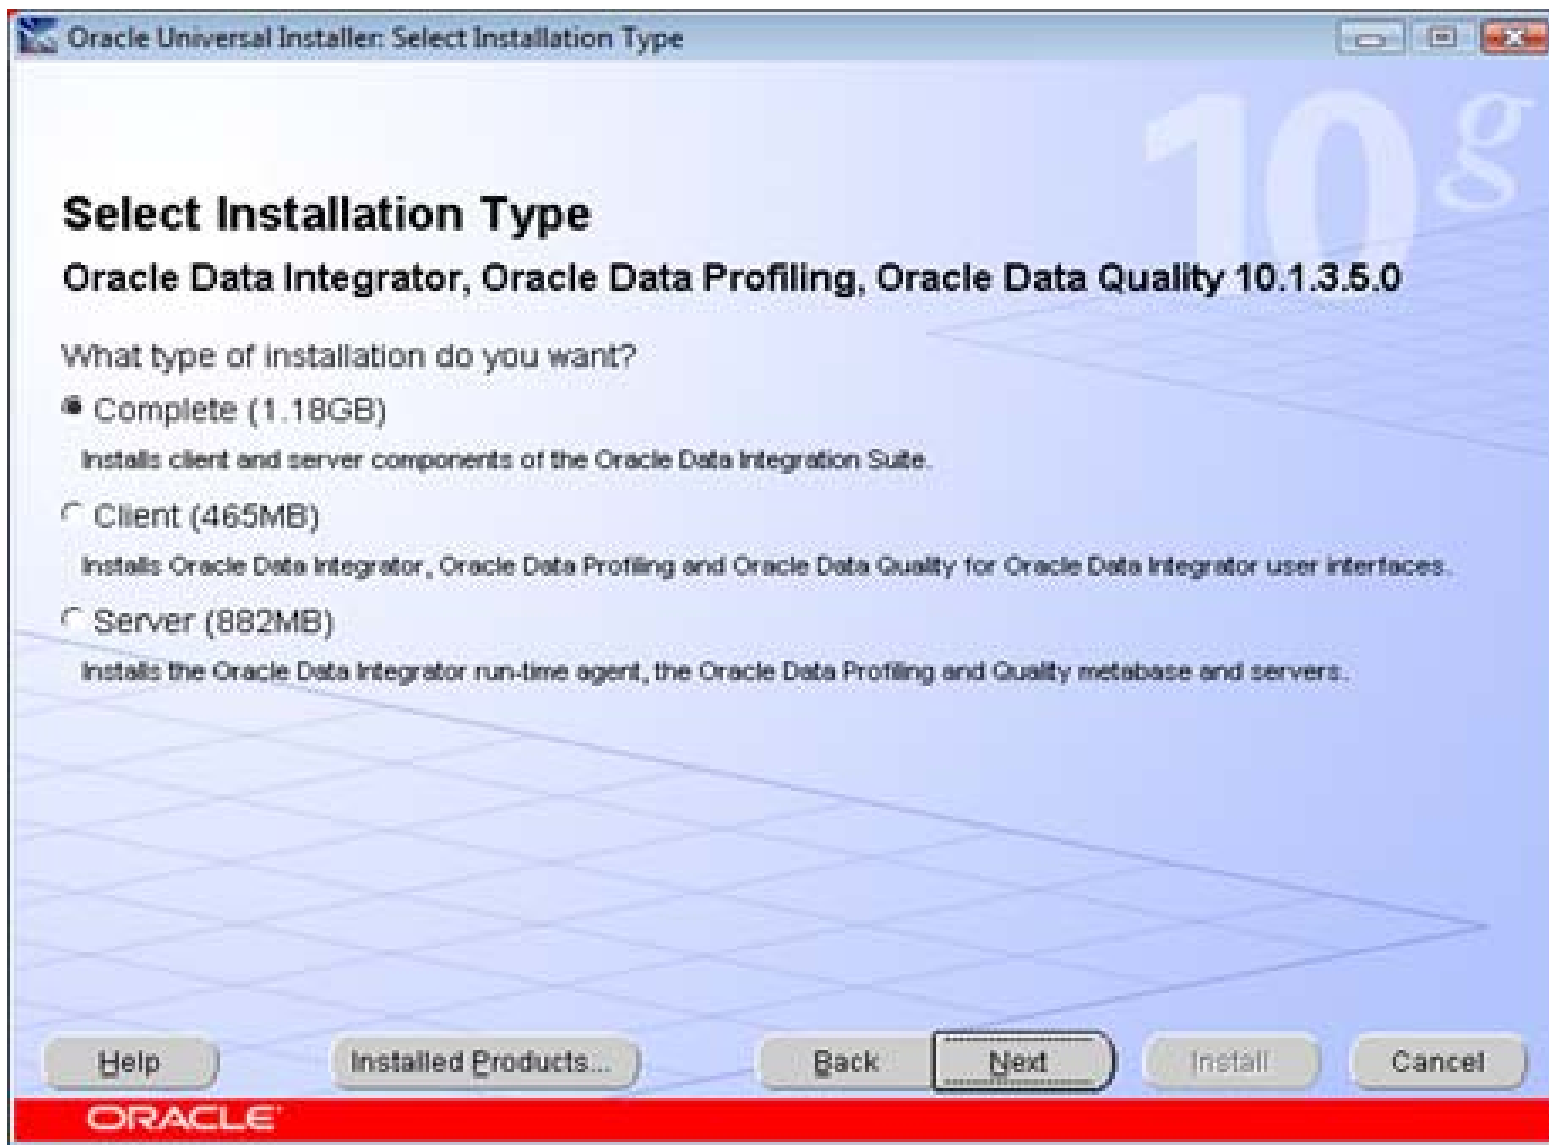 Oracle Universal Installer: Select Installation Type
10g
Select Installation Type
Oracle Data Integrator, Oracle Data Profiling, Oracle Data Quality 10.1.3.5.0
What type of installation do you want?
Complete (1.18GB)
Installs client and server components of the Oracle Data Integration Suite.
Client (465MB)
Installs Oracle Data Integrator, Oracle Data Profiling and Oracle Data Quality for Oracle Data Integrator user interfaces.
Server (882MB)
Installs the Oracle Data Integrator run-time agent, the Oracle Data Profiling and Quality metabase and servers.
Help Installed Products... Back Next Install Cancel
ORACLE